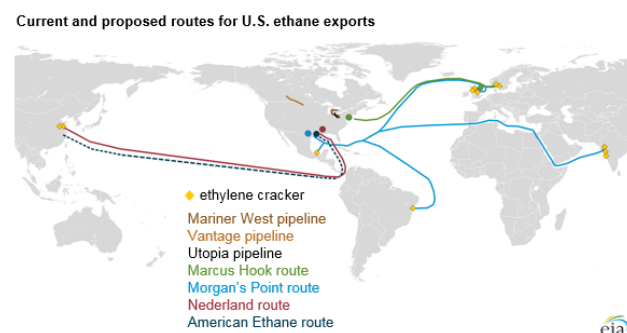 Current and proposed routes for U.S. ethane exports
ethylene cracker
Mariner West pipeline
Vantage pipeline
Utopia pipeline
Marcus Hook route
Morgan's Point route
Nederland route
American Ethane route
eia